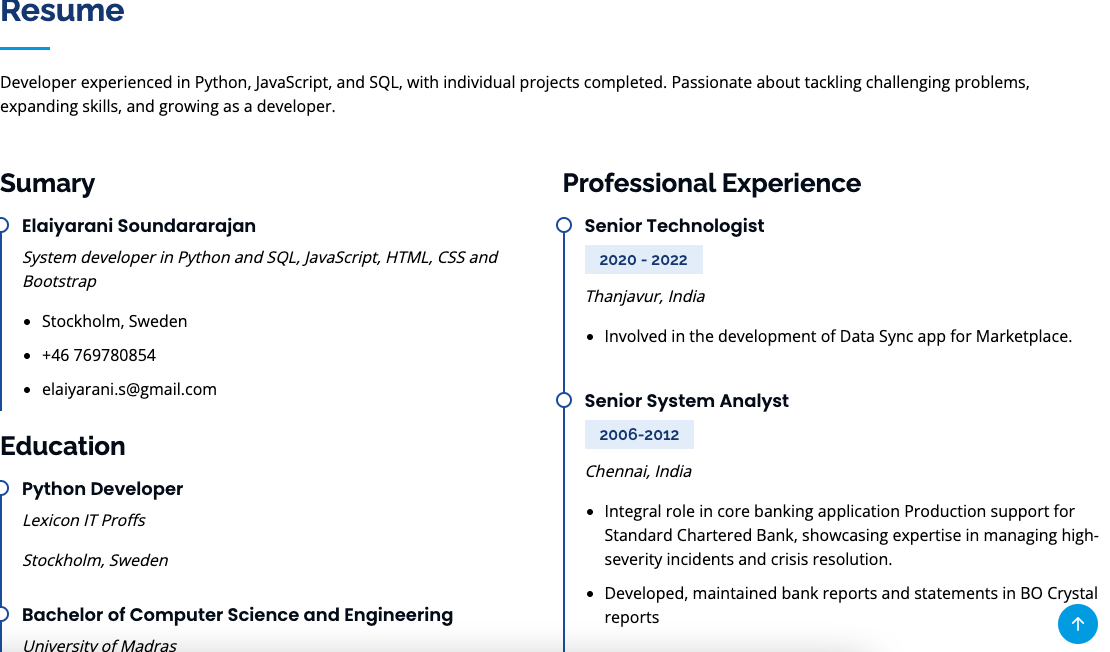 Resume
Developer experienced in Python, JavaScript, and SQL, with individual projects completed. Passionate about tackling challenging problems,
expanding skills, and growing as a developer.
Sumary
Elaiyarani Soundararajan
System developer in Python and SQL, JavaScript, HTML, CSS and
Bootstrap
Stockholm, Sweden
+46 769780854
elaiyarani.s@gmail.com
Education
Python Developer
Lexicon IT Proffs
Stockholm, Sweden
Bachelor of Computer Science and Engineering
University of Madras
Professional Experience
Senior Technologist
2020 - 2022
Thanjavur, India
Involved in the development of Data Sync app for Marketplace.
Senior System Analyst
2006-2012
Chennai, India
Integral role in core banking application Production support for
Standard Chartered Bank, showcasing expertise in managing high-
severity incidents and crisis resolution.
Developed, maintained bank reports and statements in BO Crystal
reports